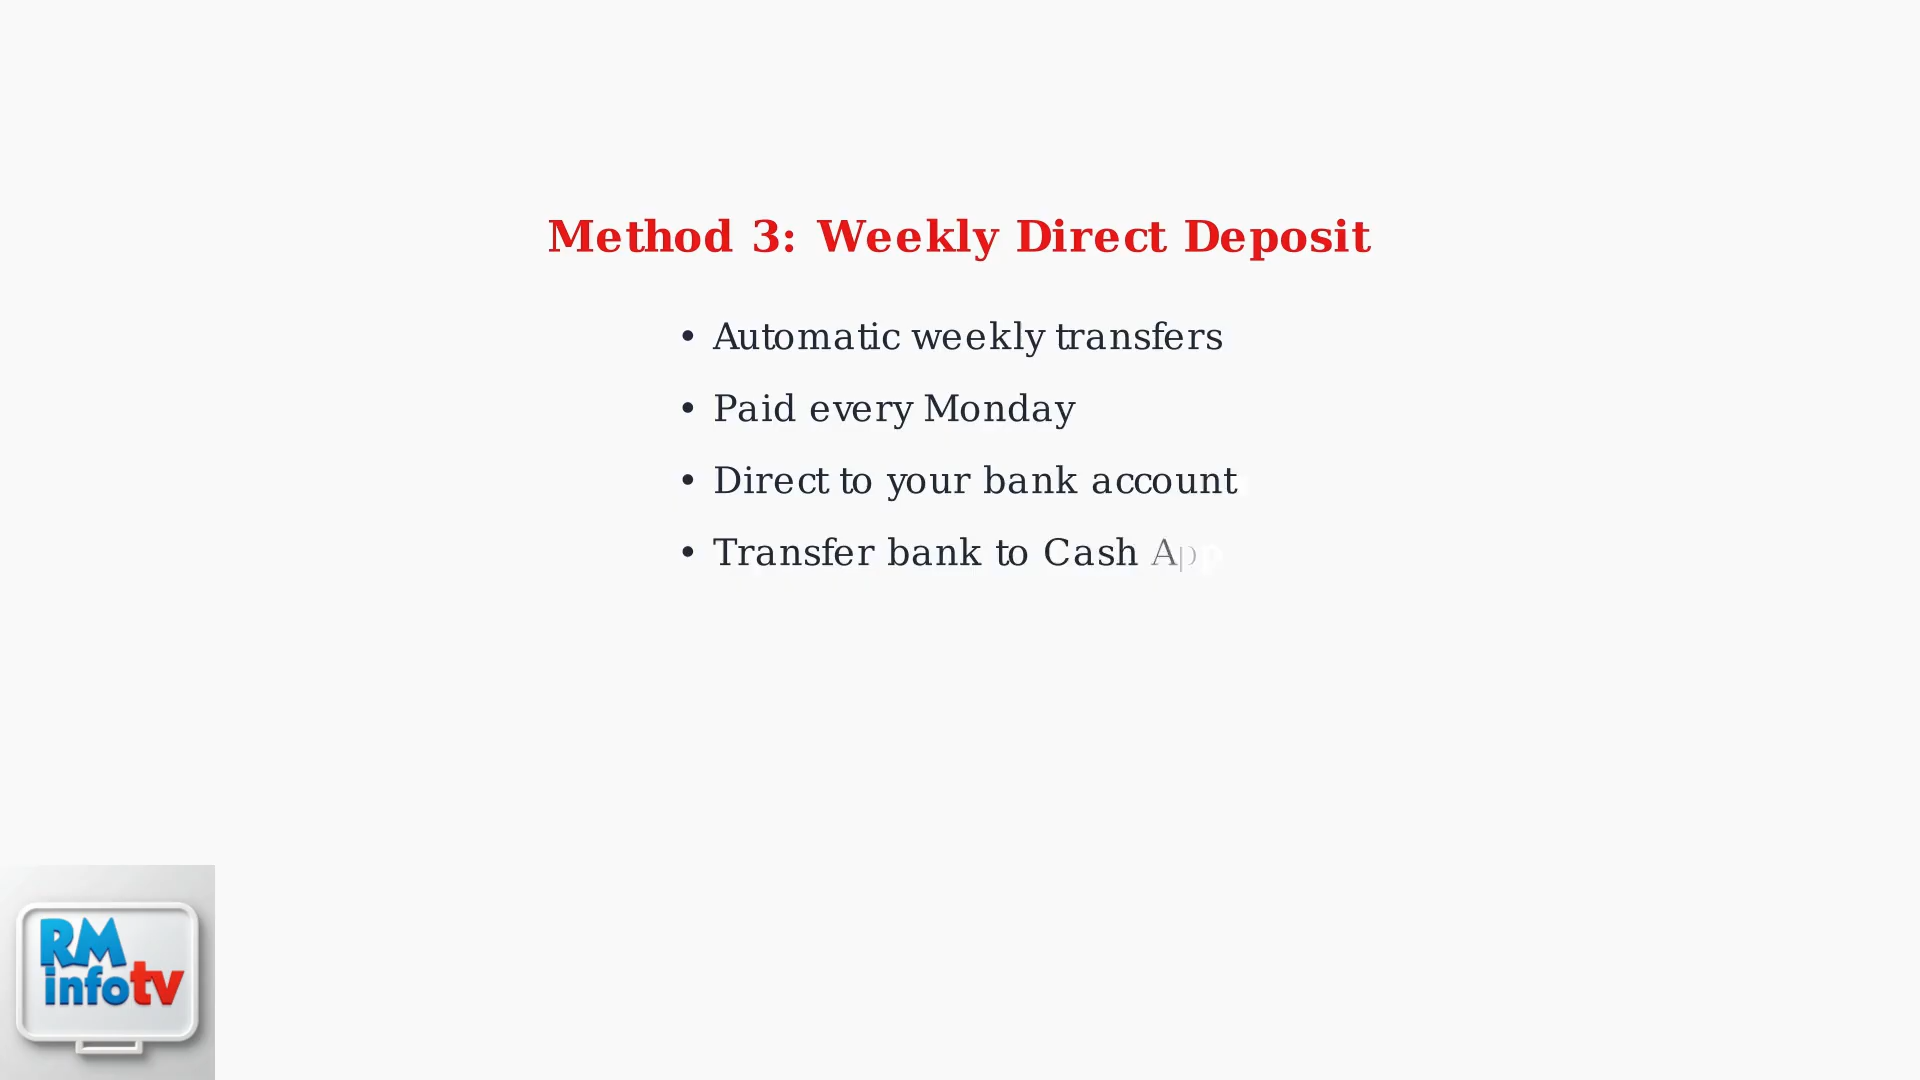 Method 3: Weekly Direct Deposit
• Automatic weekly transfers
• Paid every Monday
• Direct to your bank account
• Transfer bank to Cash App
RM
infotv